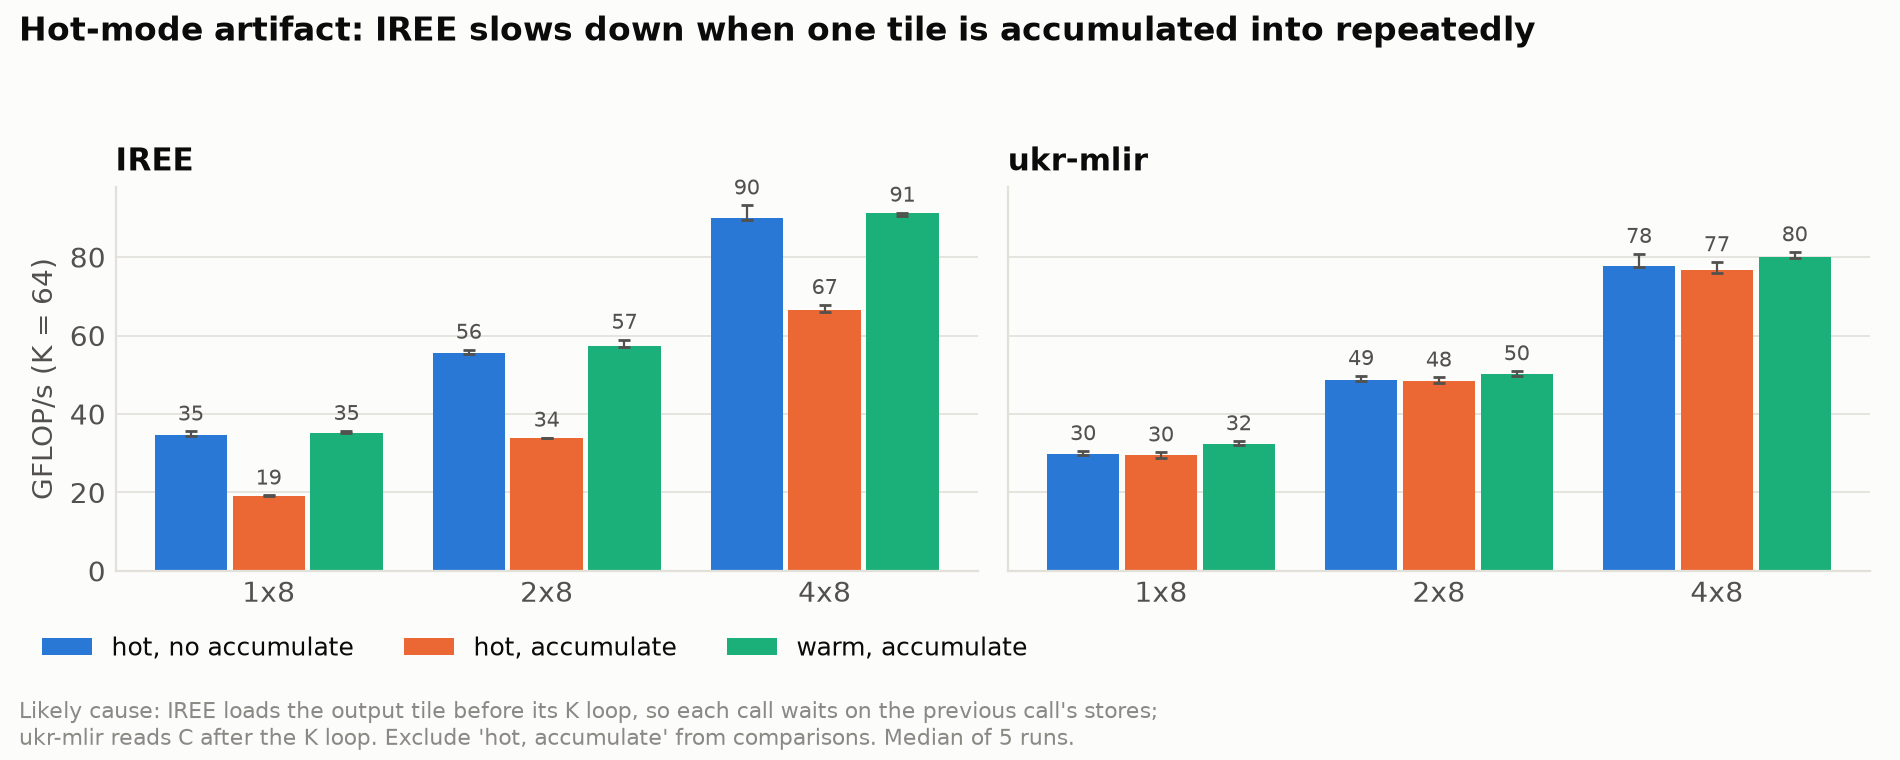 Hot-mode artifact: IREE slows down when one tile is accumulated into repeatedly
IREE
ukr-mlir
GFLOP/s (K = 64)
80
60
40
20
0
35
19
35
56
34
57
90
67
91
30
30
32
49
48
50
78
77
80
1x8
2x8
4x8
1x8
2x8
4x8
hot, no accumulate
hot, accumulate
warm, accumulate
Likely cause: IREE loads the output tile before its K loop, so each call waits on the previous call's stores;
ukr-mlir reads C after the K loop. Exclude 'hot, accumulate' from comparisons. Median of 5 runs.